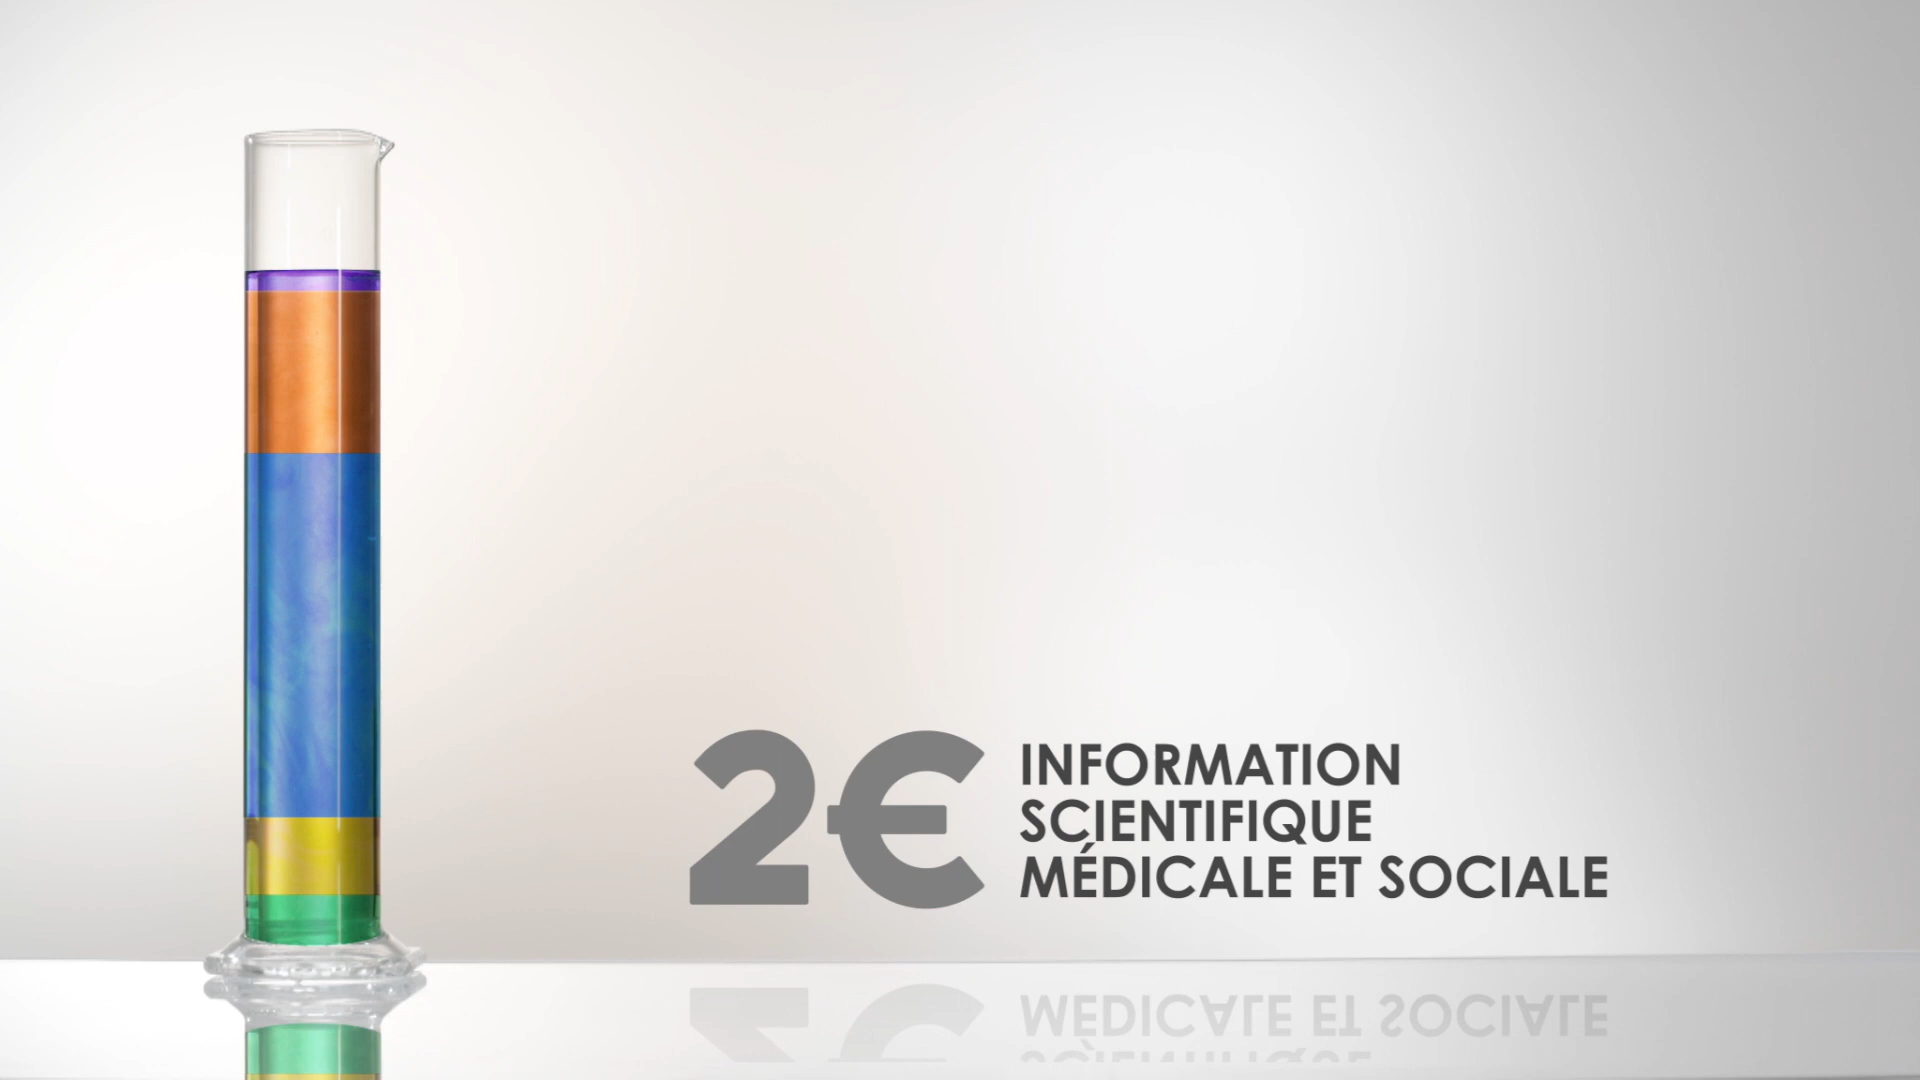 2€
INFORMATION
SCIENTIFIQUE
MÉDICALE ET SOCIALE